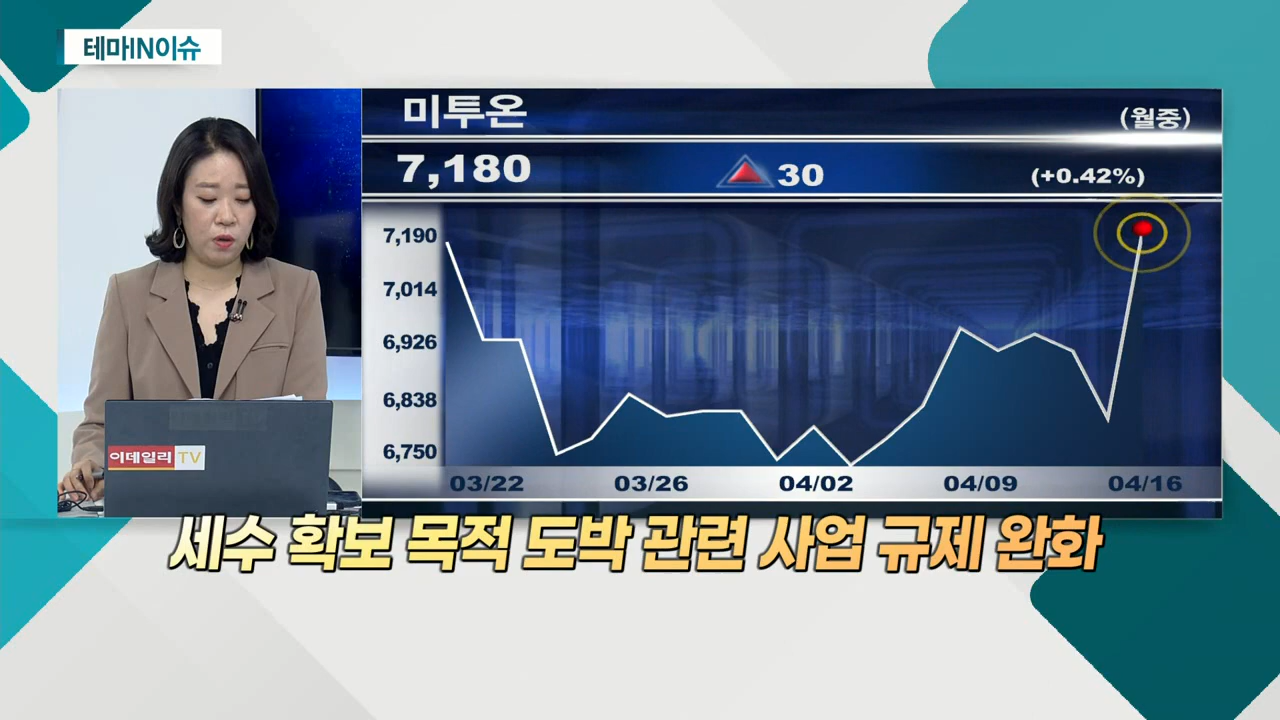 테마IN이슈
미투온
(월중)
7,180
30
(+0.42%)
7,190
7,014
6,926
6,838
6,750
03/22
03/26
04/02
04/09
04/16
이데일리 TV
세수 확보 목적 도박 관련 사업 규제 완화